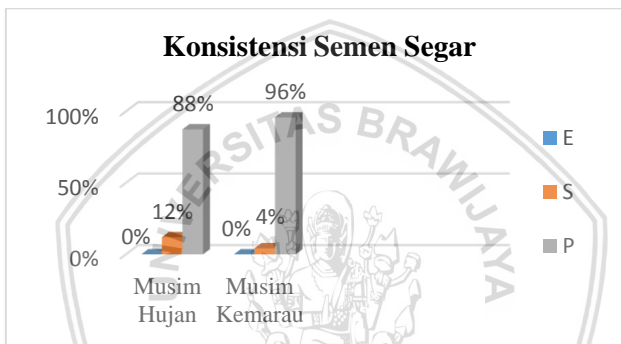 Konsistensi Semen Segar
100%
50%
0%
0%
12%
88%
0%
4%
96%
Musim Hujan
Musim Kemarau
E
S
P
UNIVERSITAS BRAWIJAYA